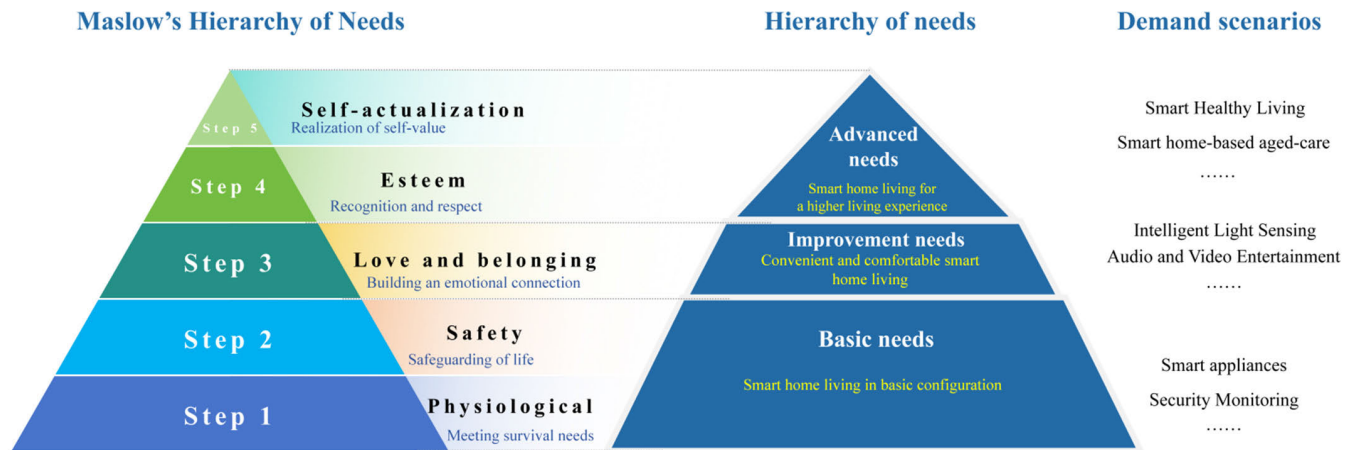 Maslow's Hierarchy of Needs
Hierarchy of needs
Demand scenarios
Step 5
Self-actualization
Realization of self-value
Step 4
Esteem
Recognition and respect
Step 3
Love and belonging
Building an emotional connection
Step 2
Safety
Safeguarding of life
Step 1
Physiological
Meeting survival needs
Advanced
needs
Smart home living for
a higher living experience
Improvement needs
Convenient and comfortable smart
home living
Basic needs
Smart home living in basic configuration
Smart Healthy Living
Smart home-based aged-care
……
Intelligent Light Sensing
Audio and Video Entertainment
……
Smart appliances
Security Monitoring
……